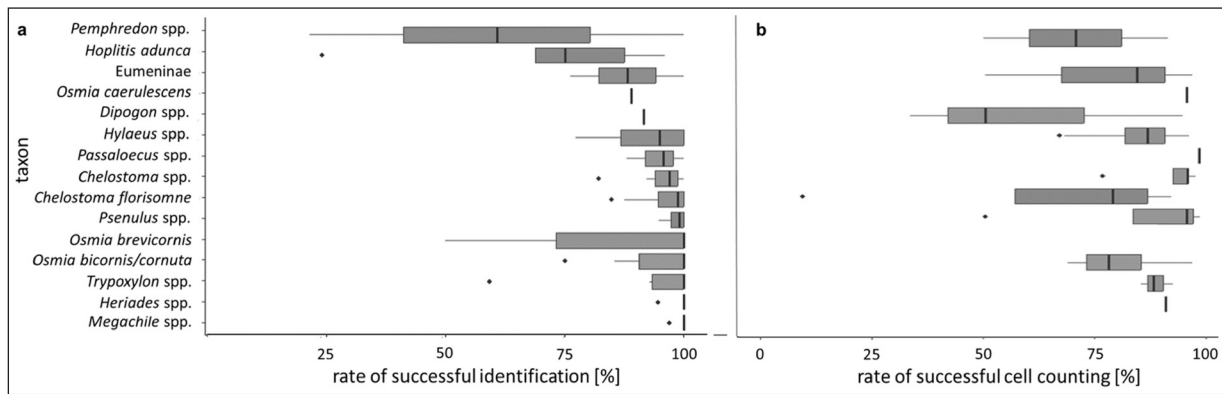 a
b
taxon
Pemphredon spp.
Hoplitis adunca
Eumeninae
Osmia caerulescens
Dipogon spp.
Hylaeus spp.
Passaloecus spp.
Chelostoma spp.
Chelostoma florisomne
Psenulus spp.
Osmia brevicornis
Osmia bicornis/cornuta
Trypoxylon spp.
Heriades spp.
Megachile spp.
25 50 75 100
rate of successful identification [%]
0 25 50 75 100
rate of successful cell counting [%]